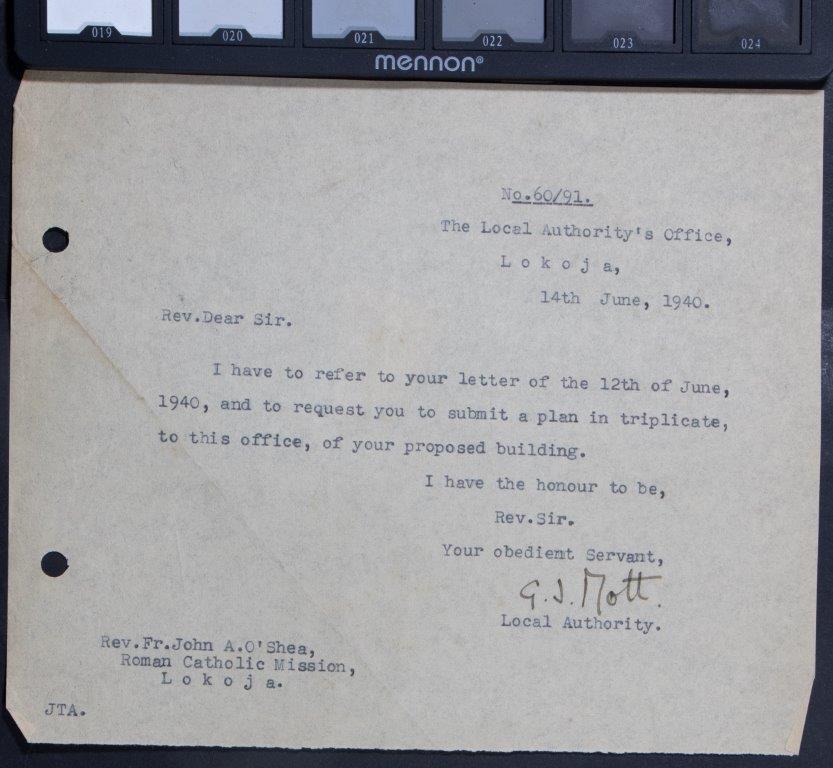 019 020 021 022 023 024
mennon®
No.60/91.
The Local Authority's Office,
L o k o j a,
14th June, 1940.
Rev.Dear Sir.
I have to refer to your letter of the 12th of June,
1940, and to request you to submit a plan in triplicate,
to this office, of your proposed building.
I have the honour to be,
Rev.Sir.
Your obedient Servant,
G.J.Mott.
Local Authority.
Rev.Fr.John A.O'Shea,
Roman Catholic Mission,
L o k o j a.
JTA.